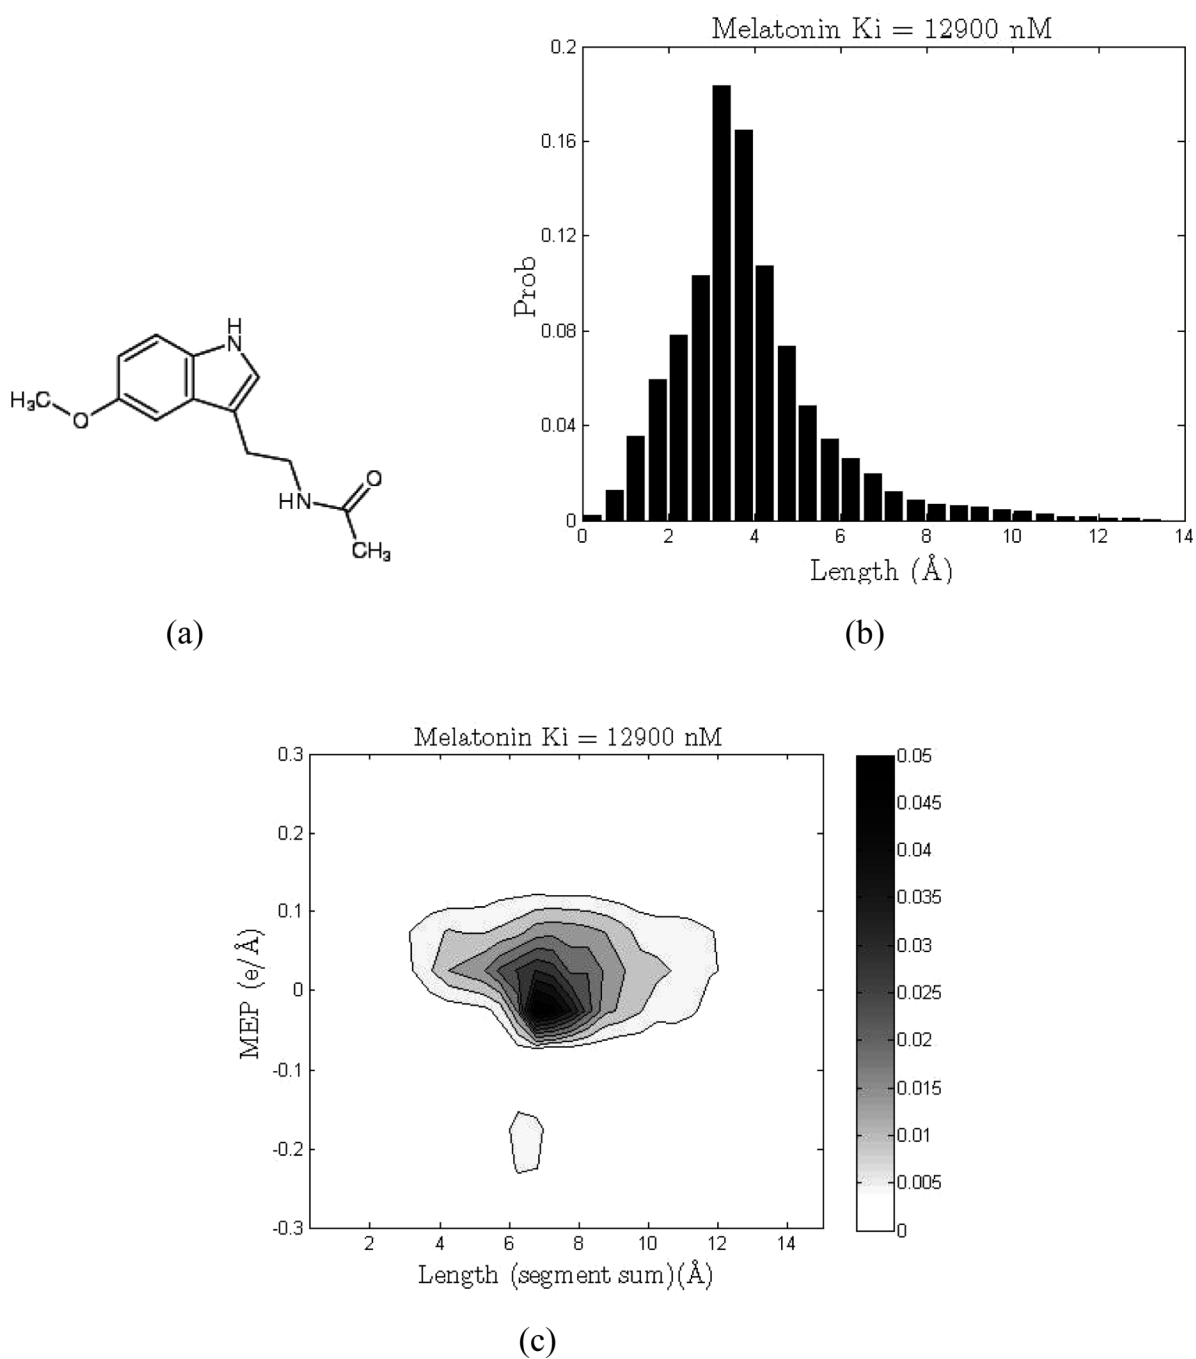 H
N
H₃C
O
HN
O
CH₃
(a)
Melatonin Ki = 12900 nM
0.2
0.16
0.12
0.08
0.04
0
Prob
0 2 4 6 8 10 12 14
Length (Å)
(b)
Melatonin Ki = 12900 nM
0.3
0.2
0.1
0
-0.1
-0.2
-0.3
MEP (e/Å)
2 4 6 8 10 12 14
Length (segment sum)(Å)
0.05
0.045
0.04
0.035
0.03
0.025
0.02
0.015
0.01
0.005
0
(c)